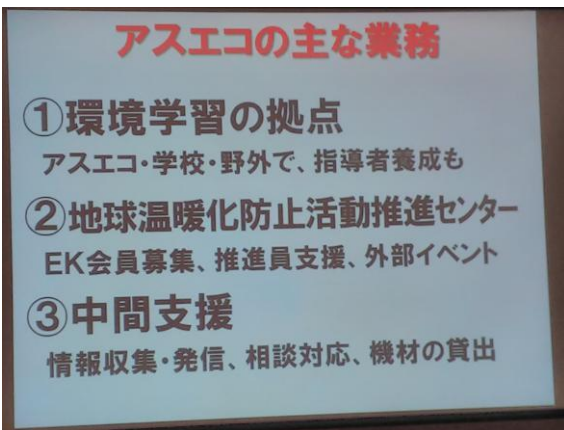 アスエコの主な業務
①環境学習の拠点
アスエコ・学校・野外で、指導者養成も
②地球温暖化防止活動推進センター
EK会員募集、推進員支援、外部イベント
③中間支援
情報収集・発信、相談対応、機材の貸出